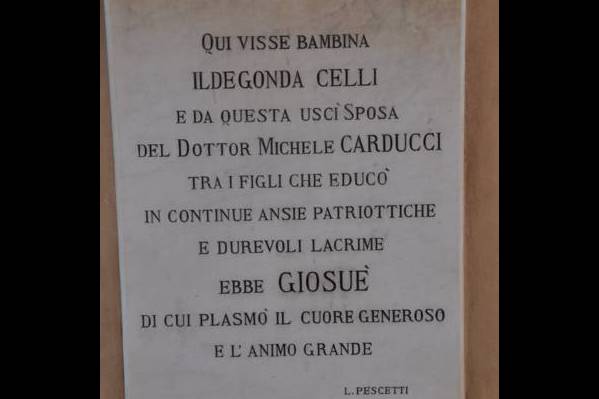 QUI VISSE BAMBINA
ILDEGONDA CELLI
E DA QUESTA USCÌ SPOSA
DEL DOTTOR MICHELE CARDUCCI
TRA I FIGLI CHE EDUCÒ
IN CONTINUE ANSIE PATRIOTTICHE
E DUREVOLI LACRIME
EBBE GIOSUÈ
DI CUI PLASMÒ IL CUORE GENEROSO
E L'ANIMO GRANDE
L. PESCETTI